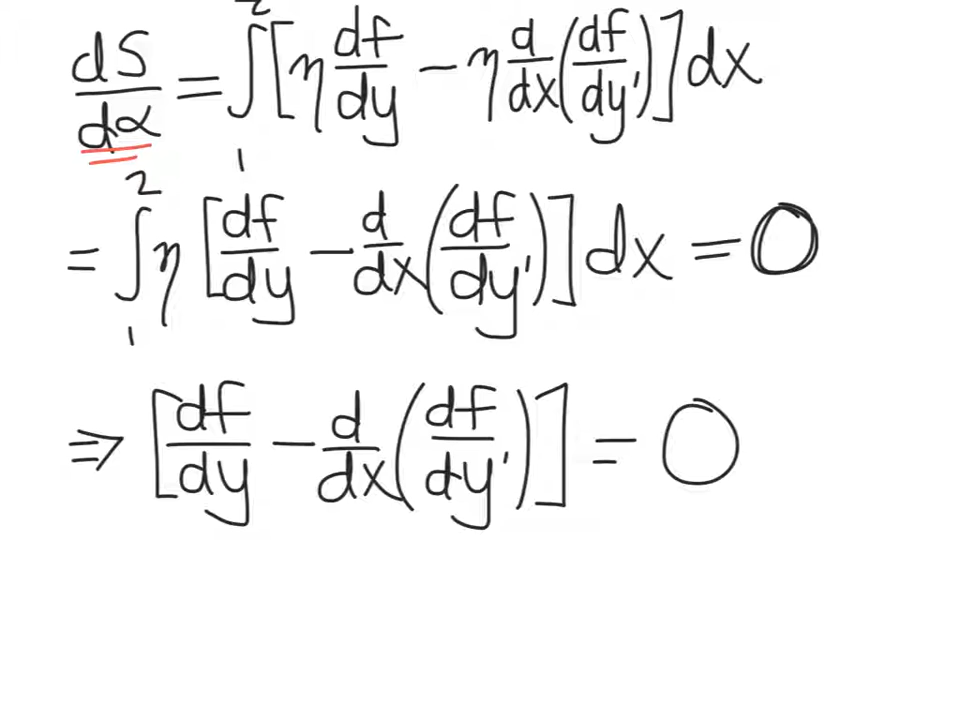 dS/dα = ∫₁² [η df/dy − η d/dx (df/dy')] dx
= ∫₁² η [df/dy − d/dx (df/dy')] dx = 0
⇒ [df/dy − d/dx (df/dy')] = 0